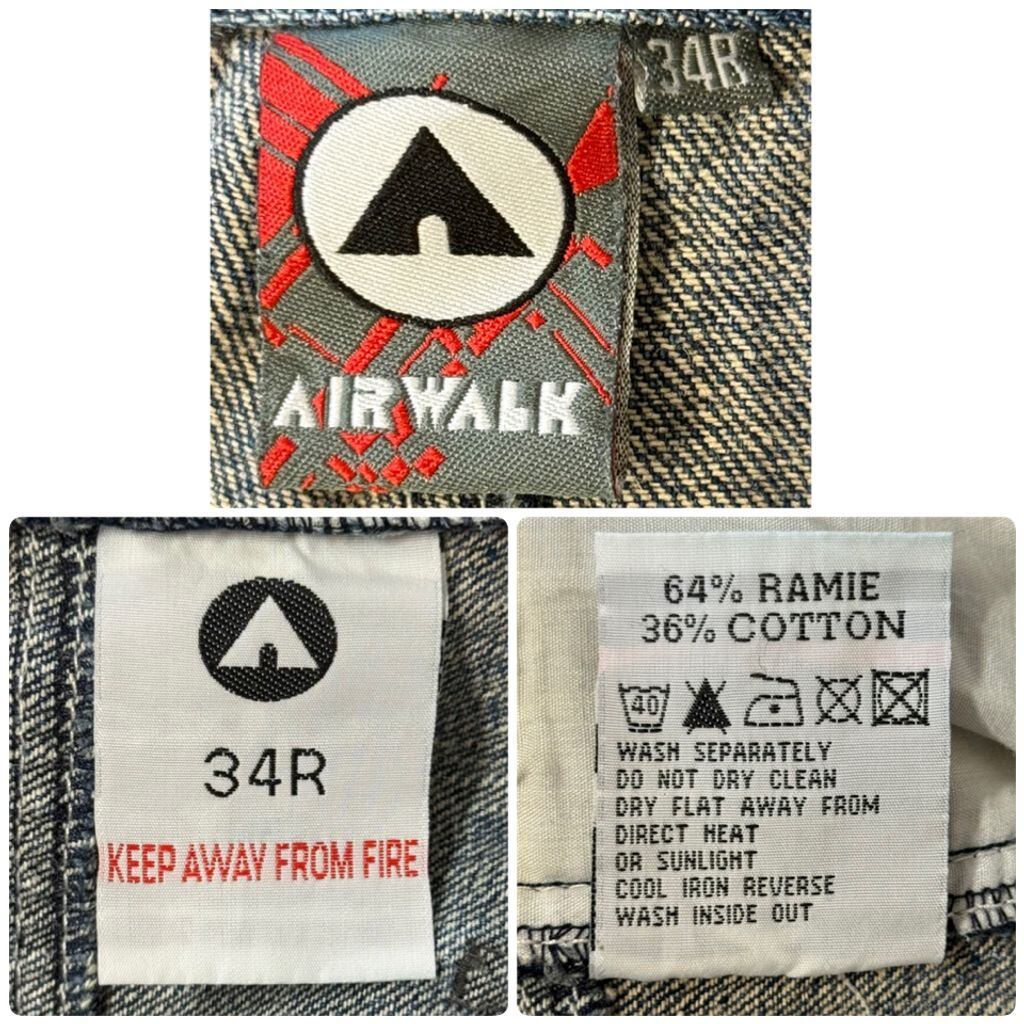 34R
AIRWALK
34R
KEEP AWAY FROM FIRE
64% RAMIE
36% COTTON
40
WASH SEPARATELY
DO NOT DRY CLEAN
DRY FLAT AWAY FROM
DIRECT HEAT
OR SUNLIGHT
COOL IRON REVERSE
WASH INSIDE OUT